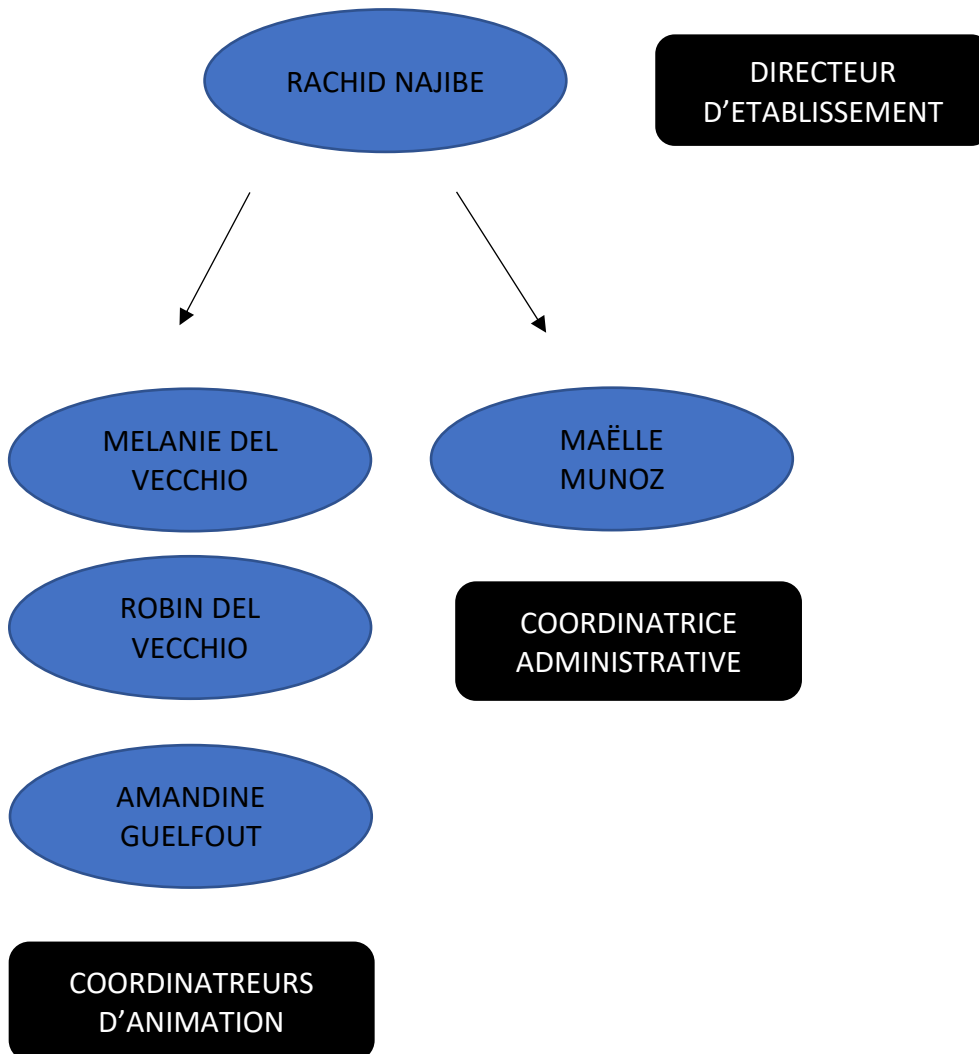 RACHID NAJIBE
DIRECTEUR
D’ETABLISSEMENT
MELANIE DEL
VECCHIO
MAËLLE
MUNOZ
ROBIN DEL
VECCHIO
COORDINATRICE
ADMINISTRATIVE
AMANDINE
GUELFOUT
COORDINATREURS
D’ANIMATION